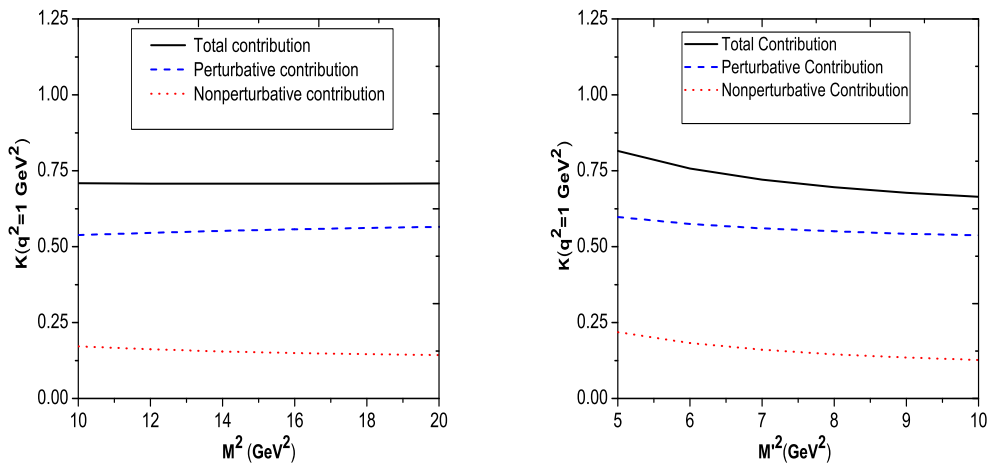 1.25
1.00
0.75
0.50
0.25
0.00
K(q²=1 GeV²)
Total contribution
Perturbative contribution
Nonperturbative contribution
10 12 14 16 18 20
M² (GeV²)
1.25
1.00
0.75
0.50
0.25
0.00
K(q²=1 GeV²)
Total Contribution
Perturbative Contribution
Nonperturbative Contribution
5 6 7 8 9 10
M'²(GeV²)